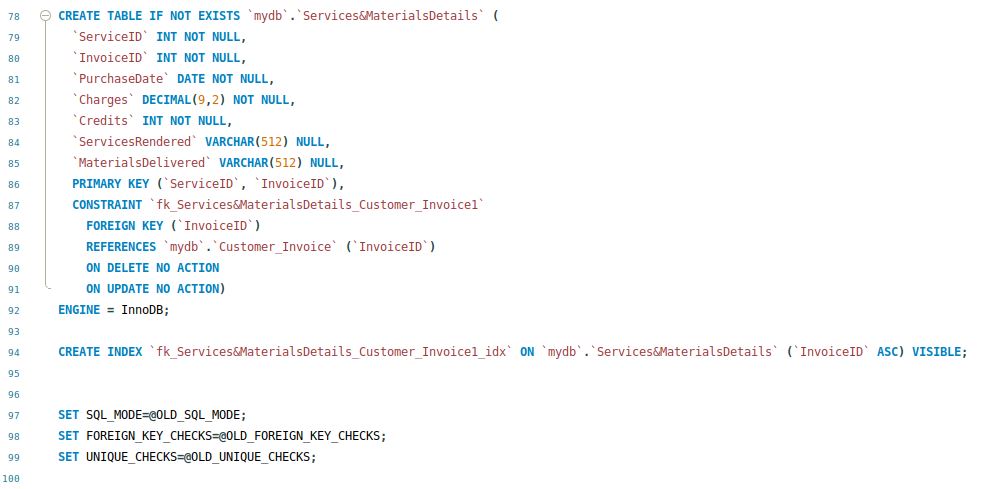 78 CREATE TABLE IF NOT EXISTS `mydb`.`Services&MaterialsDetails` (
79 `ServiceID` INT NOT NULL,
80 `InvoiceID` INT NOT NULL,
81 `PurchaseDate` DATE NOT NULL,
82 `Charges` DECIMAL(9,2) NOT NULL,
83 `Credits` INT NOT NULL,
84 `ServicesRendered` VARCHAR(512) NULL,
85 `MaterialsDelivered` VARCHAR(512) NULL,
86 PRIMARY KEY (`ServiceID`, `InvoiceID`),
87 CONSTRAINT `fk_Services&MaterialsDetails_Customer_Invoice1`
88 FOREIGN KEY (`InvoiceID`)
89 REFERENCES `mydb`.`Customer_Invoice` (`InvoiceID`)
90 ON DELETE NO ACTION
91 ON UPDATE NO ACTION)
92 ENGINE = InnoDB;
93
94 CREATE INDEX `fk_Services&MaterialsDetails_Customer_Invoice1_idx` ON `mydb`.`Services&MaterialsDetails` (`InvoiceID` ASC) VISIBLE;
95
96
97 SET SQL_MODE=@OLD_SQL_MODE;
98 SET FOREIGN_KEY_CHECKS=@OLD_FOREIGN_KEY_CHECKS;
99 SET UNIQUE_CHECKS=@OLD_UNIQUE_CHECKS;
100